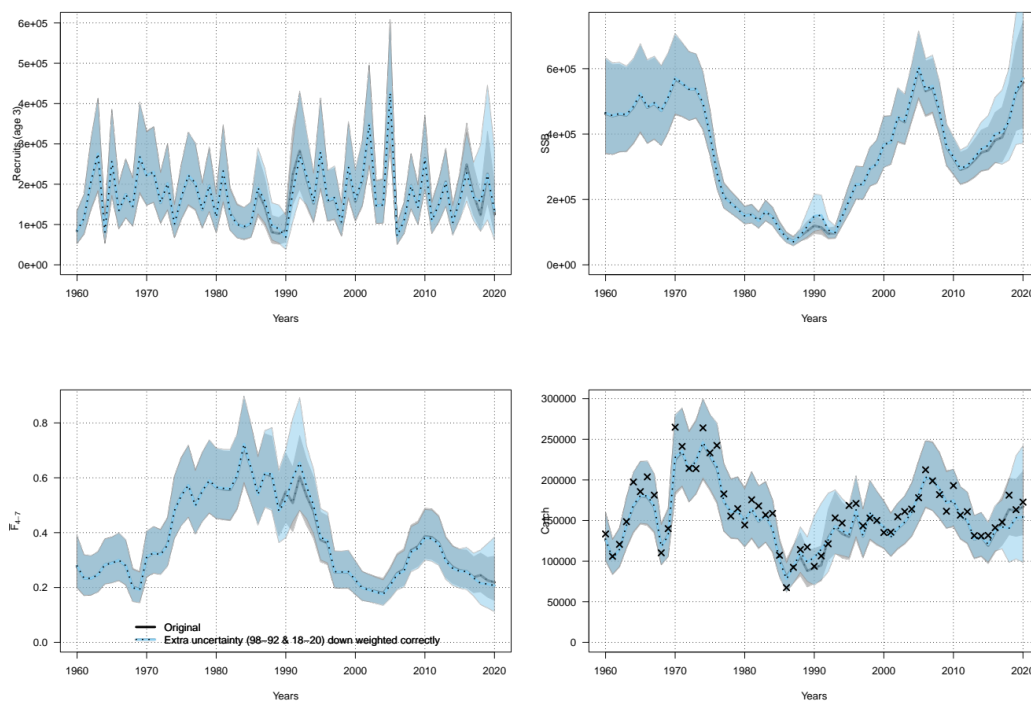 6e+05
5e+05
4e+05
3e+05
2e+05
1e+05
0e+00
Recruits (age 3)
1960 1970 1980 1990 2000 2010 2020
Years
6e+05
4e+05
2e+05
0e+00
SSB
1960 1970 1980 1990 2000 2010 2020
Years
0.8
0.6
0.4
0.2
0.0
F4−7
Original
Extra uncertainty (98−92 & 18−20) down weighted correctly
1960 1970 1980 1990 2000 2010 2020
Years
300000
250000
200000
150000
100000
50000
0
Catch
1960 1970 1980 1990 2000 2010 2020
Years